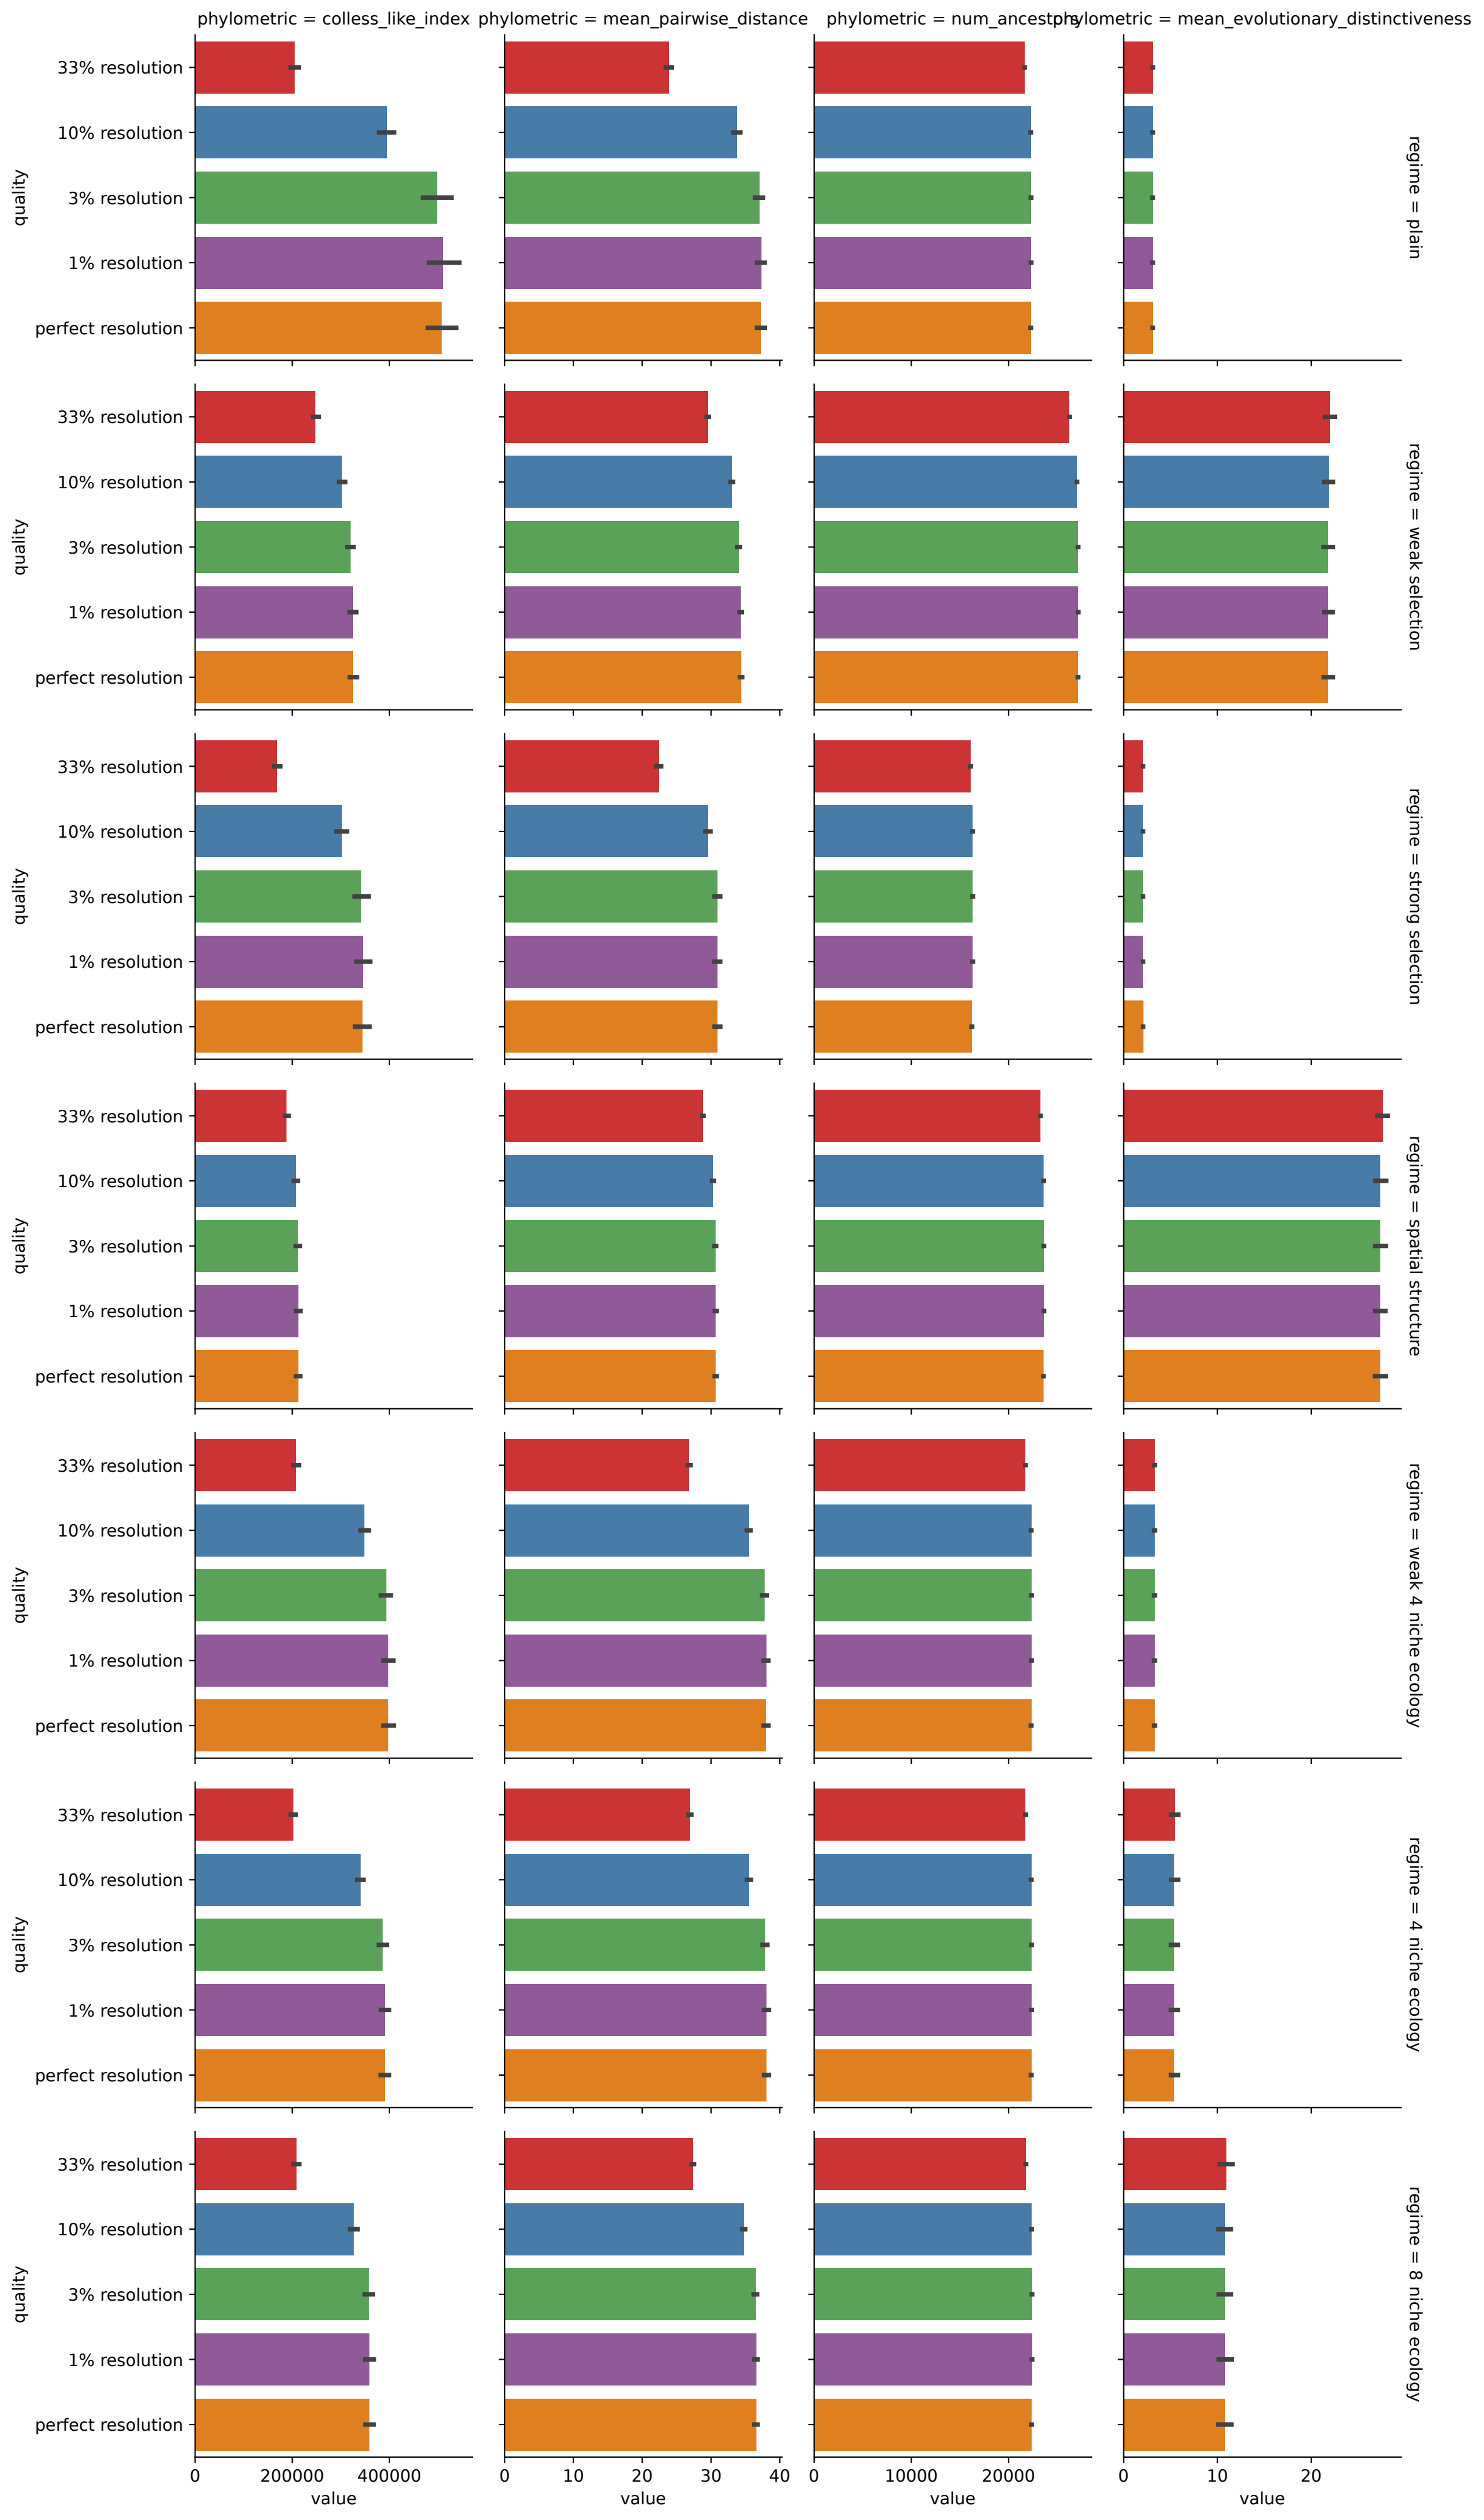 phylometric = colless_like_index
phylometric = mean_pairwise_distance
phylometric = num_ancestors
phylometric = mean_evolutionary_distinctiveness
quality
33% resolution
10% resolution
3% resolution
1% resolution
perfect resolution
regime = plain
quality
33% resolution
10% resolution
3% resolution
1% resolution
perfect resolution
regime = weak selection
quality
33% resolution
10% resolution
3% resolution
1% resolution
perfect resolution
regime = strong selection
quality
33% resolution
10% resolution
3% resolution
1% resolution
perfect resolution
regime = spatial structure
quality
33% resolution
10% resolution
3% resolution
1% resolution
perfect resolution
regime = weak 4 niche ecology
quality
33% resolution
10% resolution
3% resolution
1% resolution
perfect resolution
regime = 4 niche ecology
quality
33% resolution
10% resolution
3% resolution
1% resolution
perfect resolution
regime = 8 niche ecology
0 200000 400000
value
0 10 20 30 40
value
0 10000 20000
value
0 10 20
value